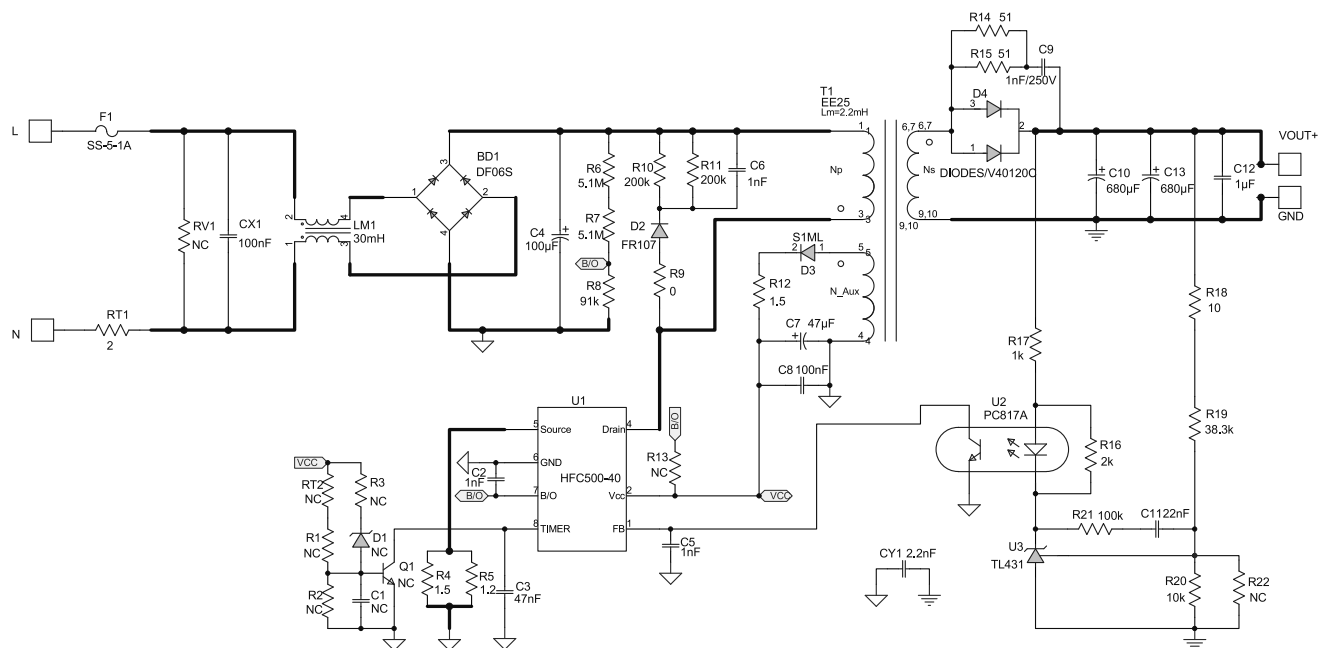 R14 51
R15 51
C9
1nF/250V
T1
EE25
Lm=2.2mH
D4
3
1
2
DIODES/V40120C
VOUT+
GND
L
F1
SS-5-1A
N
RT1
2
RV1
NC
CX1
100nF
LM1
30mH
2
4
1
3
BD1
DF06S
3
1
2
4
C4
100µF
R6
5.1M
R7
5.1M
B/O
R8
91k
R10
200k
R11
200k
C6
1nF
D2
FR107
R9
0
1
1
Np
3
3
6,7
6,7
Ns
9,10
9,10
S1ML
2
1
D3
5
5
N_Aux
4
4
R12
1.5
C7 47µF
C8 100nF
C10
680µF
C13
680µF
C12
1µF
R18
10
R17
1k
R19
38.3k
U2
PC817A
R16
2k
R21 100k
C11 22nF
U3
TL431
R20
10k
R22
NC
CY1 2.2nF
U1
5
Source
Drain
4
6
GND
HFC500-40
7
B/O
Vcc
2
8
TIMER
FB
1
B/O
R13
NC
VCC
C5
1nF
C2
1nF
B/O
VCC
RT2
NC
R3
NC
R1
NC
D1
NC
Q1
NC
R2
NC
C1
NC
R4
1.5
R5
1.2
C3
47nF